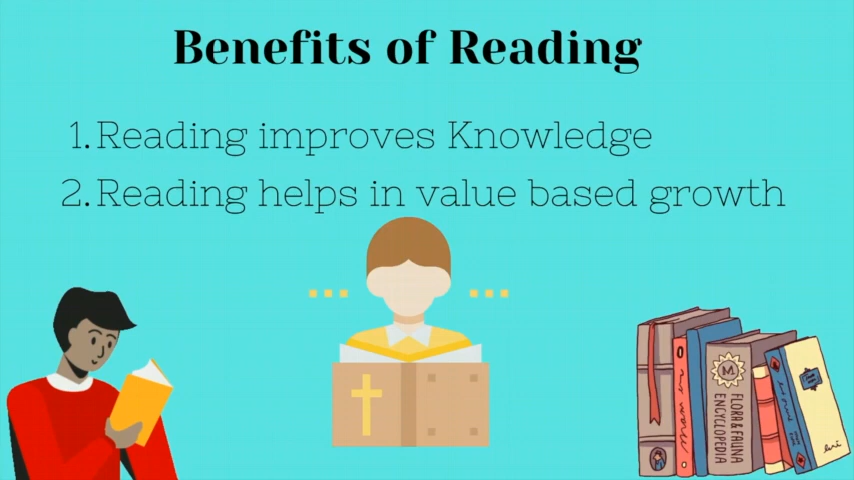 Benefits of Reading
1. Reading improves Knowledge
2. Reading helps in value based growth
M
FLORA & FAUNA
ENCYCLOPEDIA